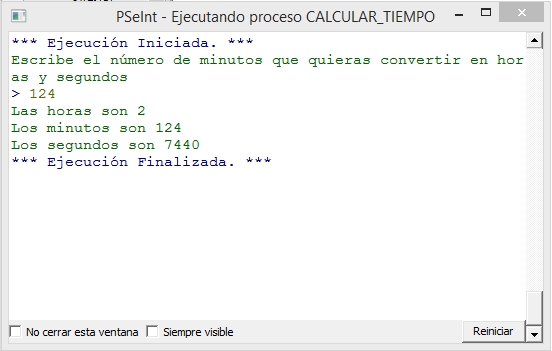 PSeInt - Ejecutando proceso CALCULAR_TIEMPO
*** Ejecución Iniciada. ***
Escribe el número de minutos que quieras convertir en hor
as y segundos
> 124
Las horas son 2
Los minutos son 124
Los segundos son 7440
*** Ejecución Finalizada. ***
No cerrar esta ventana Siempre visible Reiniciar